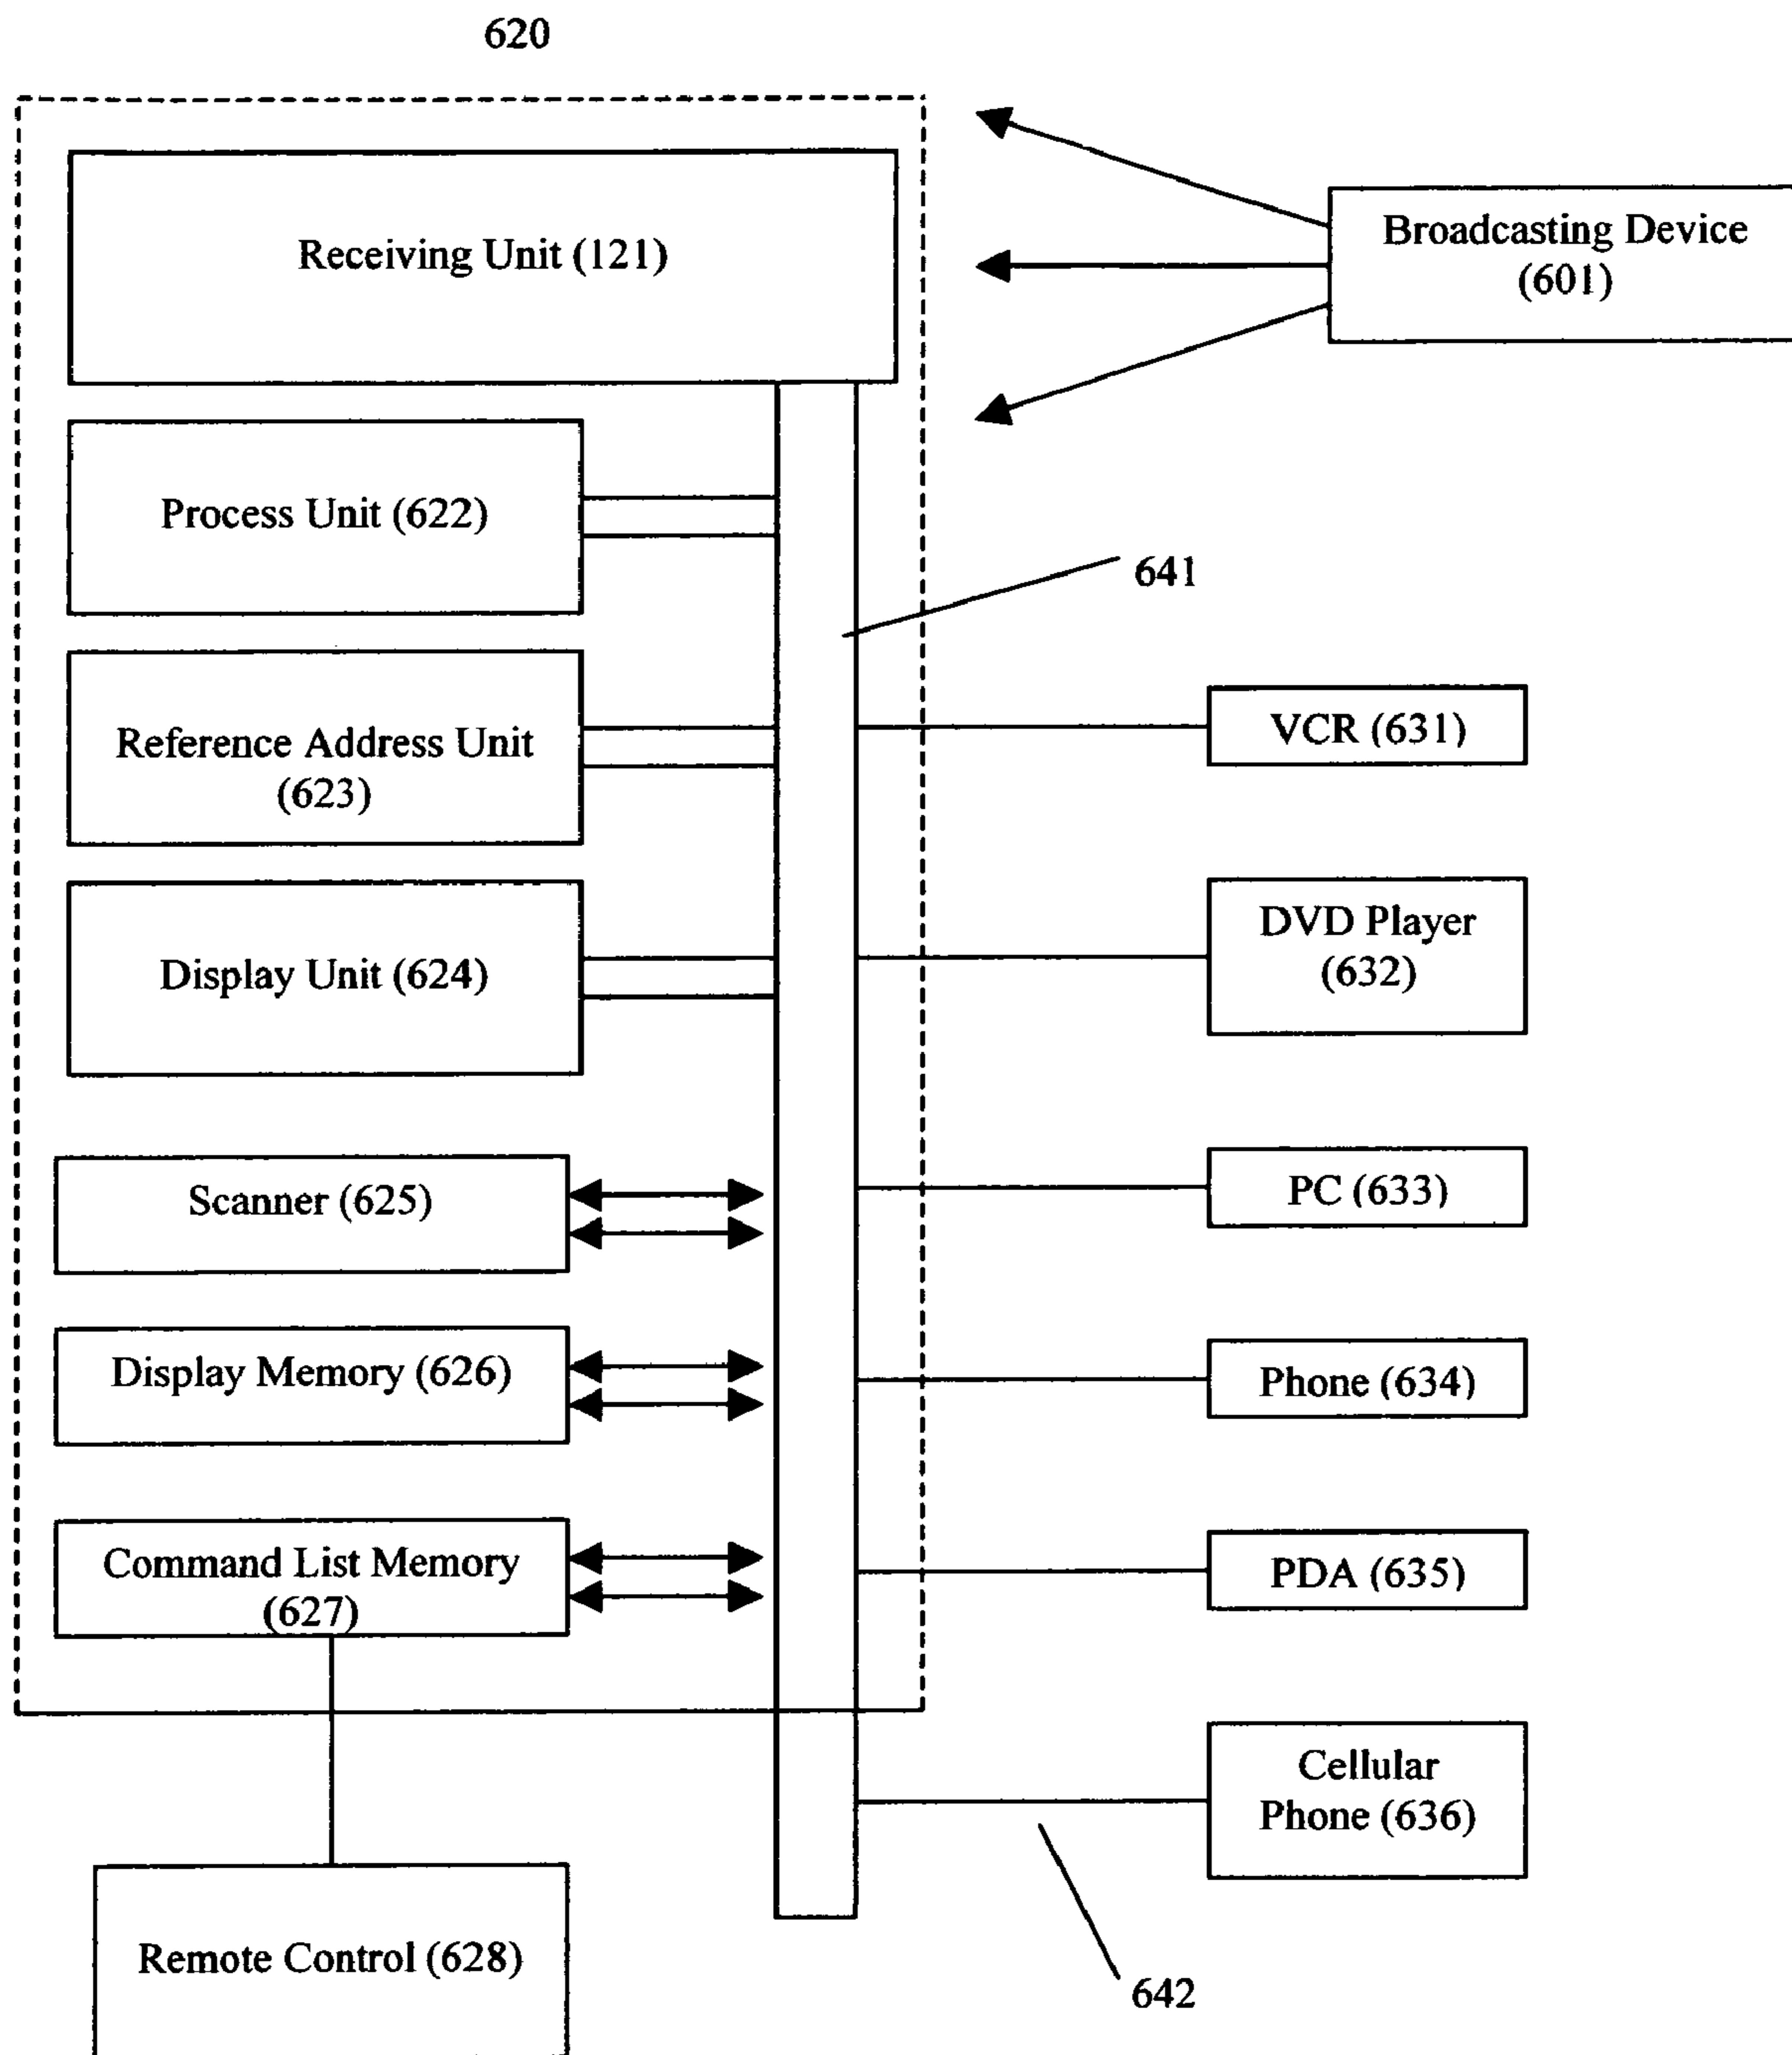 620
Receiving Unit (121)
Broadcasting Device
(601)
Process Unit (622)
641
Reference Address Unit
(623)
VCR (631)
Display Unit (624)
DVD Player
(632)
Scanner (625)
PC (633)
Display Memory (626)
Phone (634)
Command List Memory
(627)
PDA (635)
Cellular
Phone (636)
Remote Control (628)
642